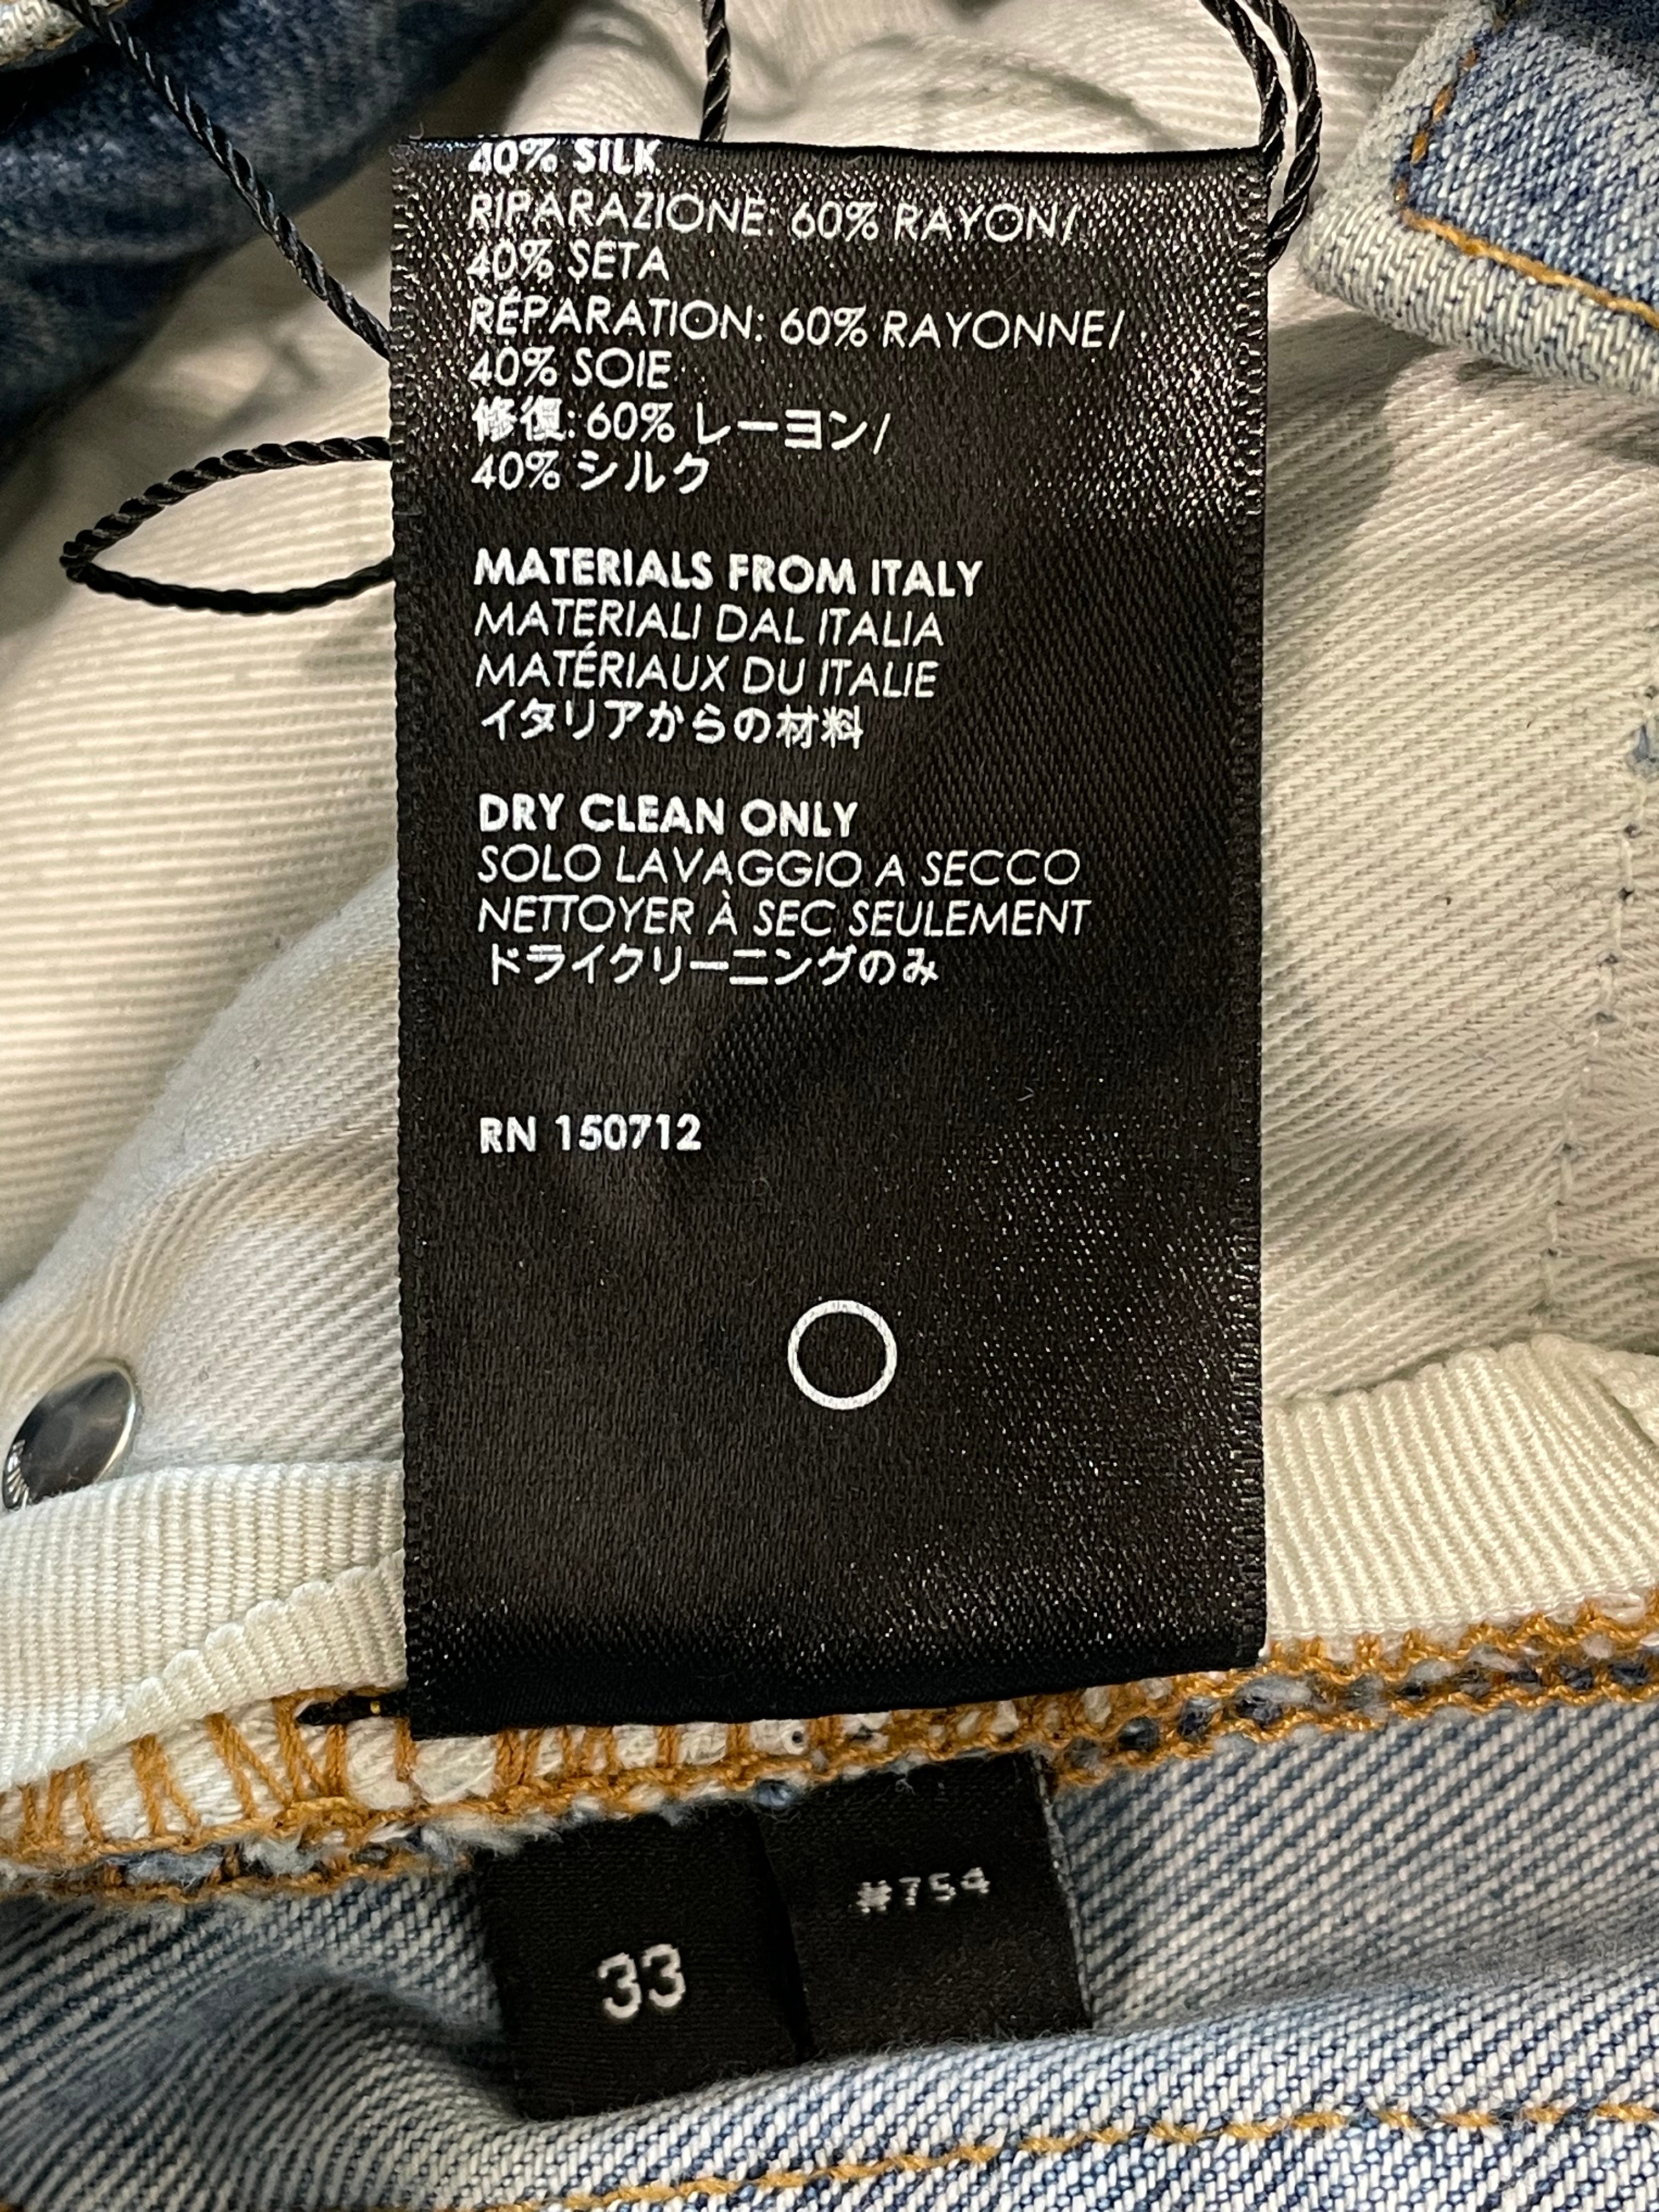 40% SILK
RIPARAZIONE: 60% RAYON/
40% SETA
RÉPARATION: 60% RAYONNE/
40% SOIE
修復: 60% レーヨン/
40% シルク
MATERIALS FROM ITALY
MATERIALI DAL ITALIA
MATÉRIAUX DU ITALIE
イタリアからの材料
DRY CLEAN ONLY
SOLO LAVAGGIO A SECCO
NETTOYER À SEC SEULEMENT
ドライクリーニングのみ
RN 150712
#754
33